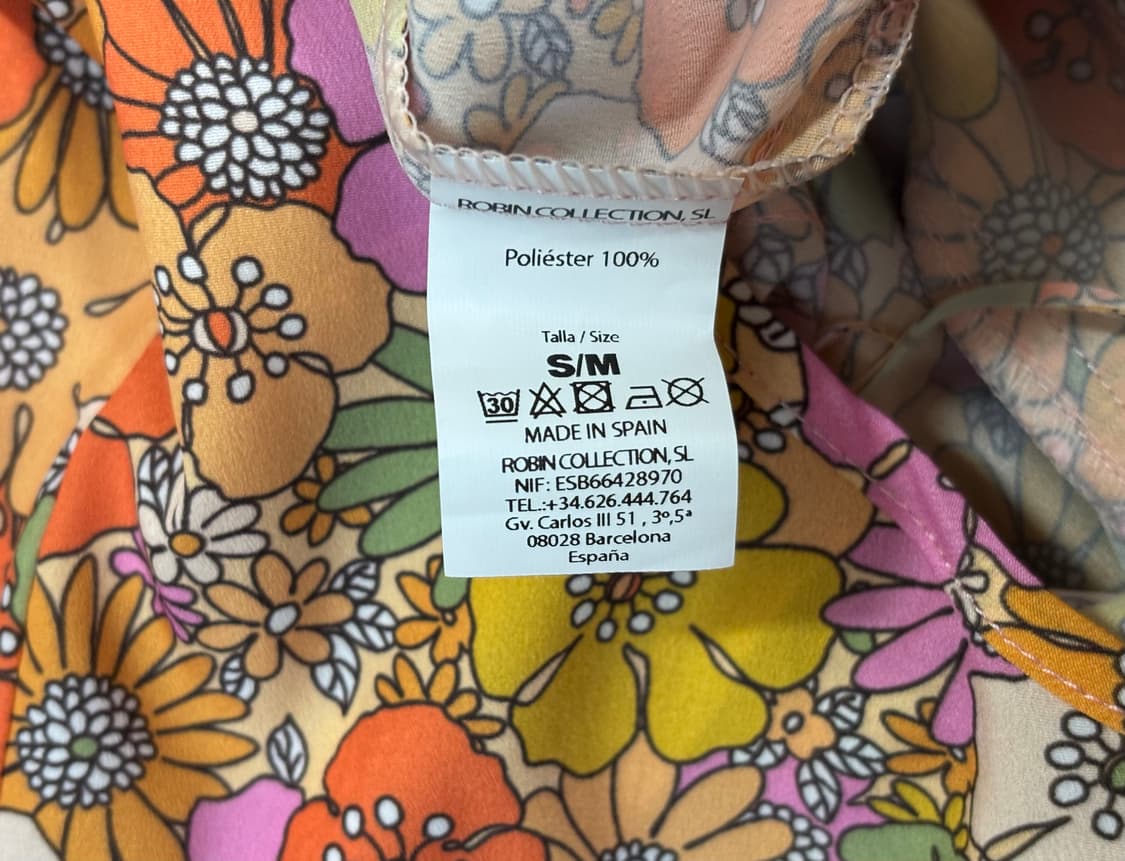 ROBIN COLLECTION, SL
Poliéster 100%
Talla / Size
S/M
30
MADE IN SPAIN
ROBIN COLLECTION, SL
NIF: ESB66428970
TEL.:+34.626.444.764
Gv. Carlos III 51 , 3º,5ª
08028 Barcelona
España